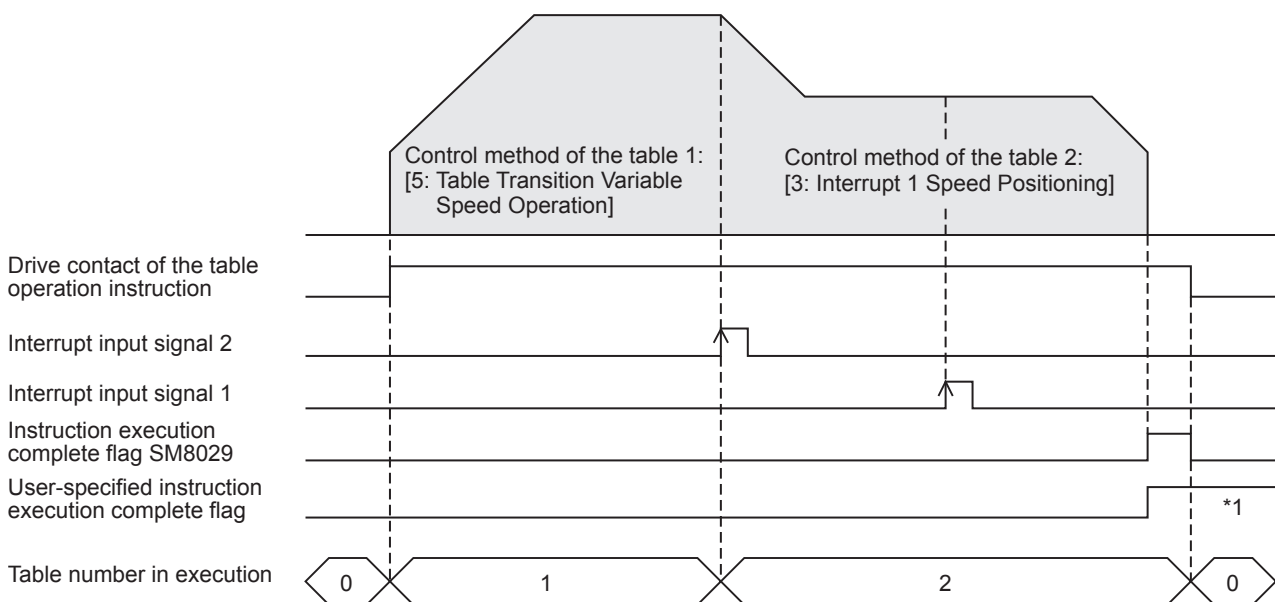 Control method of the table 1:
[5: Table Transition Variable
Speed Operation]
Control method of the table 2:
[3: Interrupt 1 Speed Positioning]
Drive contact of the table
operation instruction
Interrupt input signal 2
Interrupt input signal 1
Instruction execution
complete flag SM8029
User-specified instruction
execution complete flag
*1
Table number in execution
0
1
2
0